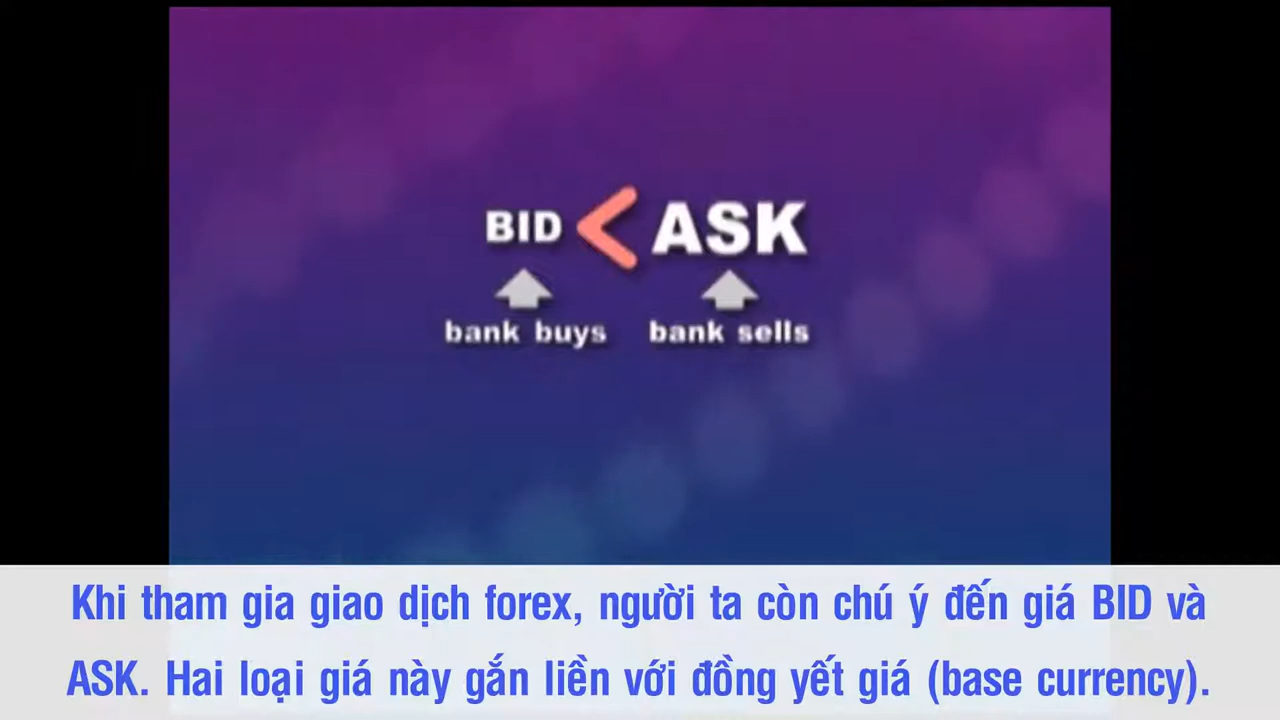 BID < ASK
bank buys bank sells
Khi tham gia giao dịch forex, người ta còn chú ý đến giá BID và
ASK. Hai loại giá này gắn liền với đồng yết giá (base currency).